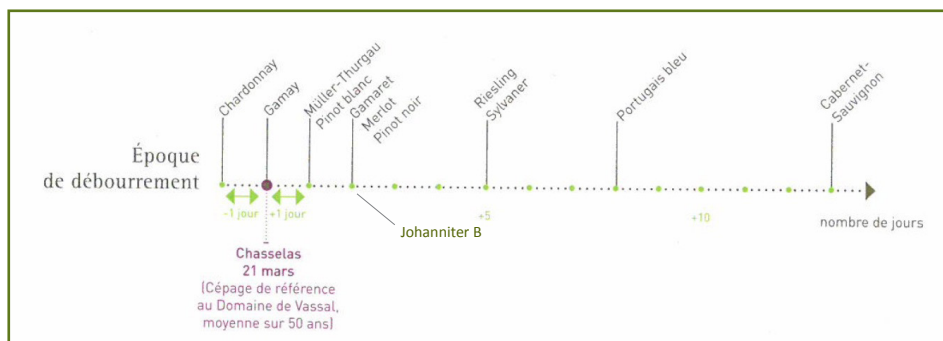 Chardonnay
Gamay
Müller-Thurgau
Pinot blanc
Gamaret
Merlot
Pinot noir
Riesling
Sylvaner
Portugais bleu
Cabernet-
Sauvignon
Époque
de débourrement
-1 jour
+1 jour
+5
+10
nombre de jours
Johanniter B
Chasselas
21 mars
(Cépage de référence
au Domaine de Vassal,
moyenne sur 50 ans)